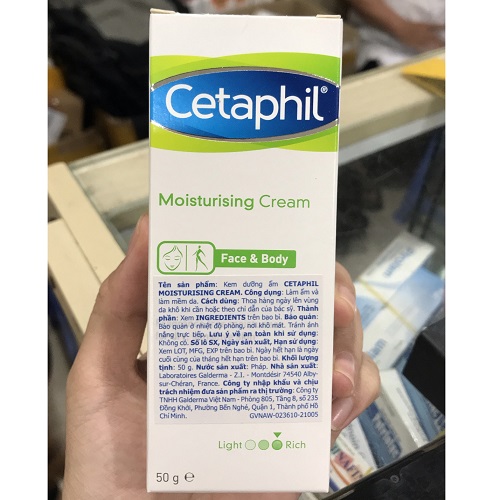 Cetaphil®
Moisturising Cream
Face & Body
Tên sản phẩm: Kem dưỡng ẩm CETAPHIL
MOISTURISING CREAM. Công dụng: Làm ẩm và
làm mềm da. Cách dùng: Thoa hàng ngày lên vùng
da khô khi cần hoặc theo chỉ dẫn của bác sỹ. Thành
phần: Xem INGREDIENTS trên bao bì. Bảo quản:
Bảo quản ở nhiệt độ phòng, nơi khô mát. Tránh ánh
nắng trực tiếp. Lưu ý về an toàn khi sử dụng:
Không có. Số lô SX, Ngày sản xuất, Hạn sử dụng:
Xem LOT, MFG, EXP trên bao bì. Ngày hết hạn là ngày
cuối cùng của tháng hết hạn trên bao bì. Khối lượng
tịnh: 50 g. Nước sản xuất: Pháp. Nhà sản xuất:
Laboratoires Galderma - Z.I. - Montdésir 74540 Alby-
sur-Chéran, France. Công ty nhập khẩu và chịu
trách nhiệm đưa sản phẩm ra thị trường: Công ty
TNHH Galderma Việt Nam - Phòng 805, Tầng 8, số 235
Đồng Khởi, Phường Bến Nghé, Quận 1, Thành phố Hồ
Chí Minh. GVNAW-023610-21005
Light Rich
50 g ℮